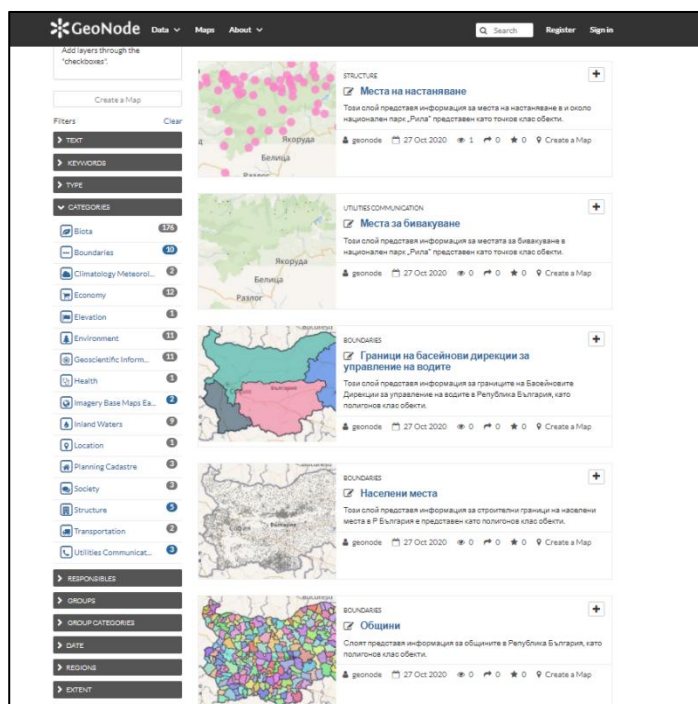 GeoNode Data Maps About Search Register Sign in
Add layers through the
"checkboxes".
Create a Map
Filters Clear
TEXT
KEYWORDS
TYPE
CATEGORIES
Biota 176
Boundaries 10
Climatology Meteorol... 2
Economy 12
Elevation 1
Environment 11
Geoscientific Inform... 11
Health 1
Imagery Base Maps Ea... 2
Inland Waters 9
Location 1
Planning Cadastre 3
Society 3
Structure 5
Transportation 2
Utilities Communicat... 3
RESPONSIBLES
GROUPS
GROUP CATEGORIES
DATE
REGIONS
EXTENT
Якоруда
Белица
Разлог
STRUCTURE
Места на настаняване
Този слой представя информация за места на настаняване в и около
национален парк „Рила" представен като точков клас обекти.
geonode 27 Oct 2020 1 0 0 Create a Map
Якоруда
Белица
Разлог
UTILITIES COMMUNICATION
Места за бивакуване
Този слой представя информация за местата за бивакуване в
национален парк „Рила" представен като точков клас обекти.
geonode 27 Oct 2020 0 0 0 Create a Map
Bucureşti
София България
BOUNDARIES
Граници на басейнови дирекции за
управление на водите
Този слой представя информация за границите на Басейновите
Дирекции за управление на водите в Република България, като
полигонов клас обекти.
geonode 27 Oct 2020 0 0 0 Create a Map
София България
BOUNDARIES
Населени места
Този слой представя информация за строителни граници на населени
места в Р България е представен като полигонов клас обекти.
geonode 27 Oct 2020 0 0 0 Create a Map
Bucureşti
BOUNDARIES
Общини
Слоят представя информация за общините в Република България, като
полигонов клас обекти.
geonode 27 Oct 2020 0 0 0 Create a Map